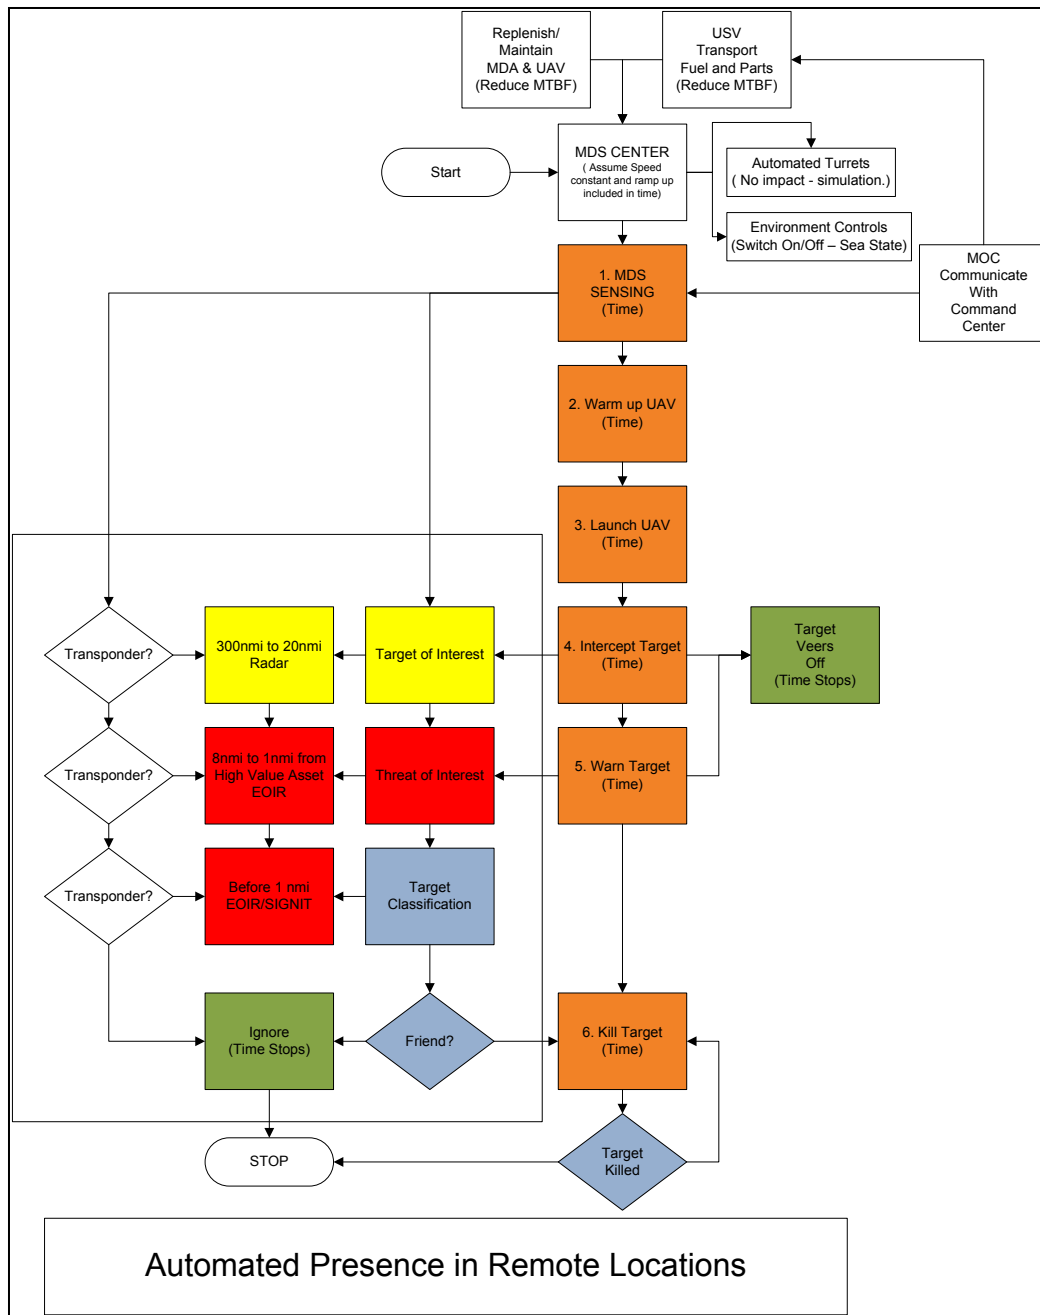 Replenish/
Maintain
MDA & UAV
(Reduce MTBF)
USV
Transport
Fuel and Parts
(Reduce MTBF)
Start
MDS CENTER
( Assume Speed
constant and ramp up
included in time)
Automated Turrets
( No impact - simulation.)
Environment Controls
(Switch On/Off – Sea State)
MOC
Communicate
With
Command
Center
1. MDS
SENSING
(Time)
2. Warm up UAV
(Time)
3. Launch UAV
(Time)
Transponder?
300nmi to 20nmi
Radar
Target of Interest
4. Intercept Target
(Time)
Target
Veers
Off
(Time Stops)
Transponder?
8nmi to 1nmi from
High Value Asset
EOIR
Threat of Interest
5. Warn Target
(Time)
Transponder?
Before 1 nmi
EOIR/SIGNIT
Target
Classification
Ignore
(Time Stops)
Friend?
6. Kill Target
(Time)
STOP
Target
Killed
Automated Presence in Remote Locations